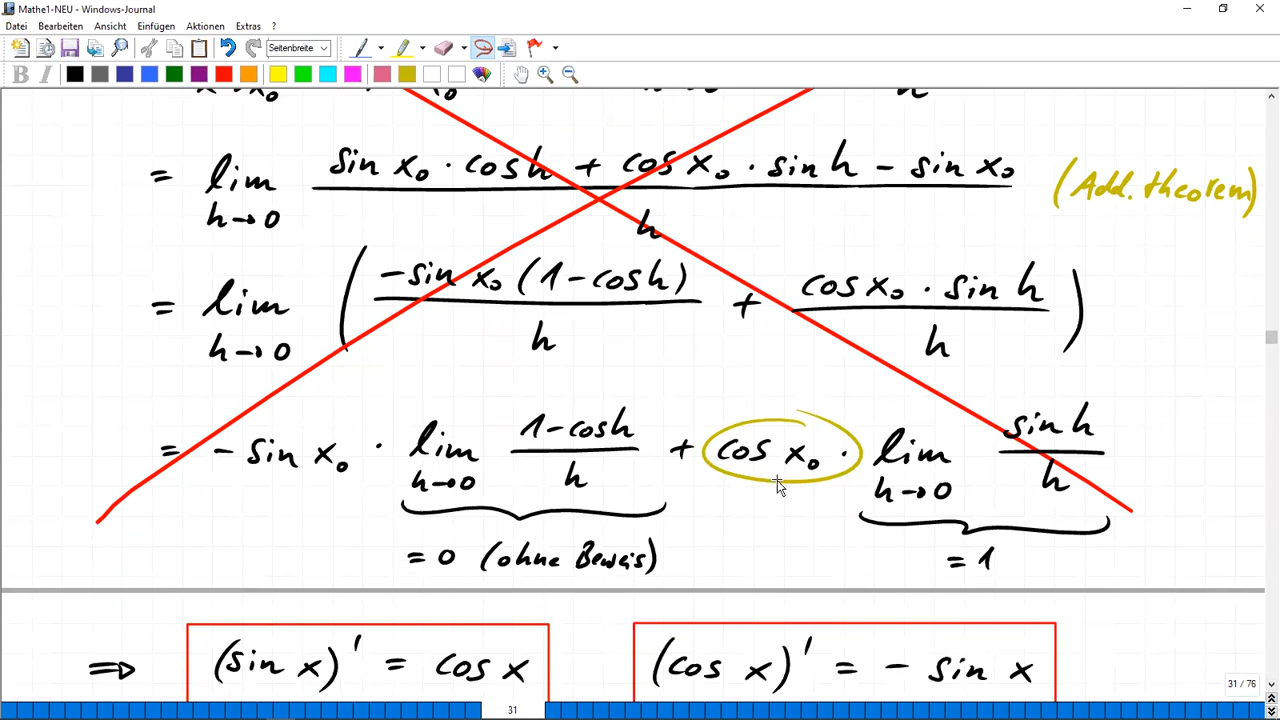 Mathe1-NEU - Windows-Journal
Datei Bearbeiten Ansicht Einfügen Aktionen Extras ?
Seitenbreite
B I
= lim h→0 (sin x₀ · cos h + cos x₀ · sin h − sin x₀) / h (Add.theorem)
= lim h→0 ( −sin x₀ (1−cos h) / h + cos x₀ · sin h / h )
= − sin x₀ · lim h→0 (1−cos h) / h + cos x₀ · lim h→0 sin h / h
= 0 (ohne Beweis) = 1
⇒ (sin x)' = cos x (cos x)' = − sin x
31 / 76
31